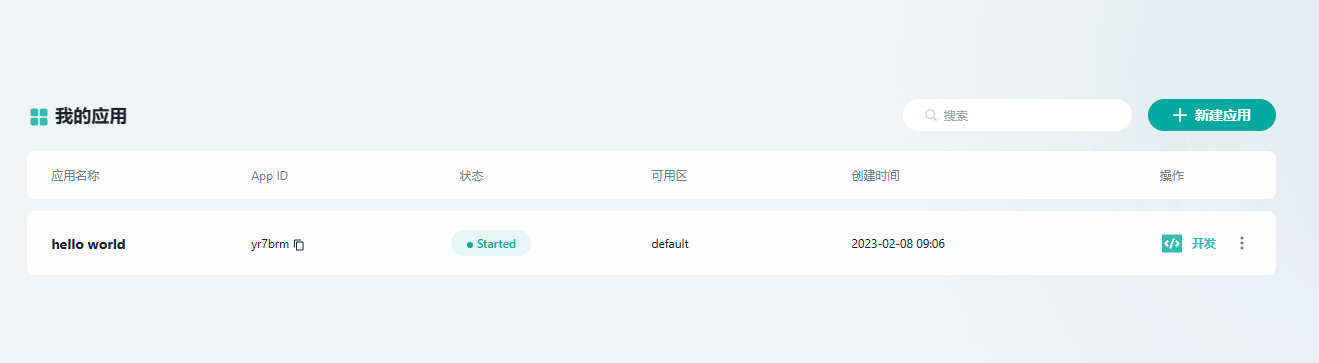 我的应用
搜索
新建应用
应用名称 App ID 状态 可用区 创建时间 操作
hello world yr7brm Started default 2023-02-08 09:06 开发